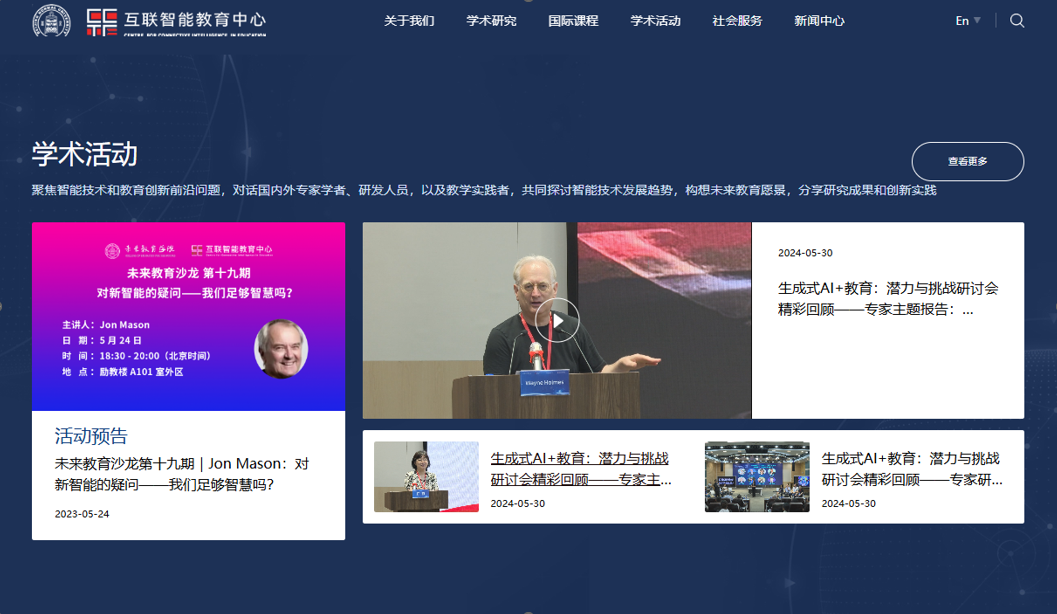 互联智能教育中心
CENTRE FOR CONNECTIVE INTELLIGENCE IN EDUCATION
关于我们
学术研究
国际课程
学术活动
社会服务
新闻中心
En
学术活动
查看更多
聚焦智能技术和教育创新前沿问题，对话国内外专家学者、研发人员，以及教学实践者，共同探讨智能技术发展趋势，构想未来教育愿景，分享研究成果和创新实践
未来教育学院
互联智能教育中心
未来教育沙龙 第十九期
对新智能的疑问——我们足够智慧吗？
主讲人：Jon Mason
日 期：5 月 24 日
时 间：18:30 - 20:00（北京时间）
地 点：励教楼 A101 室外区
活动预告
未来教育沙龙第十九期 | Jon Mason：对
新智能的疑问——我们足够智慧吗？
2023-05-24
Wayne Holmes
2024-05-30
生成式AI+教育：潜力与挑战研讨会
精彩回顾——专家主题报告：...
生成式AI+教育：潜力与挑战
研讨会精彩回顾——专家主...
2024-05-30
生成式AI+教育：潜力与挑战
研讨会精彩回顾——专家研...
2024-05-30